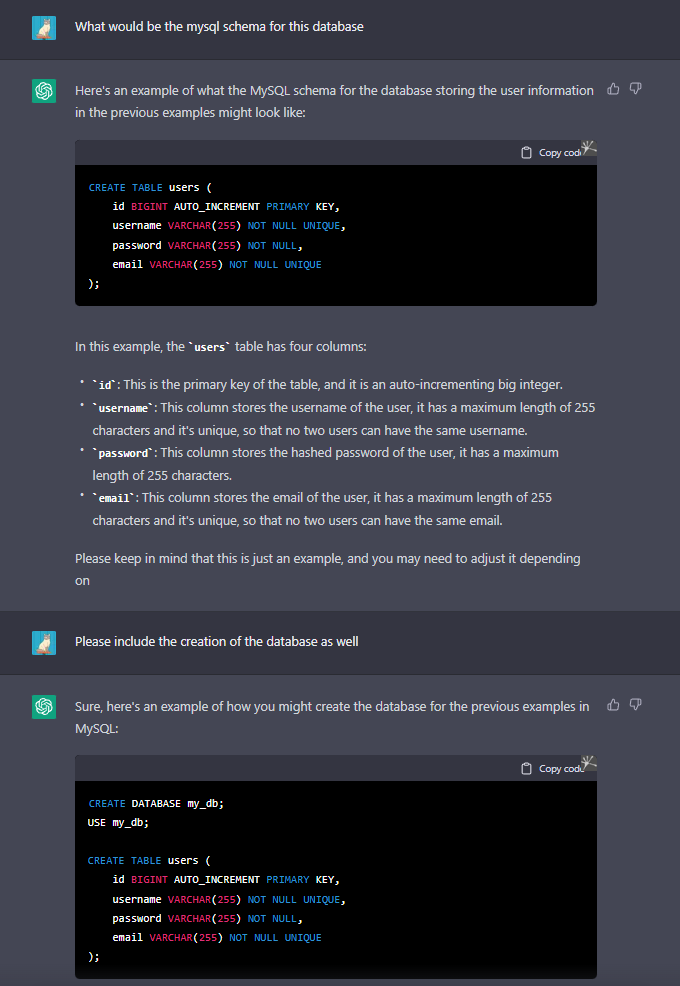 What would be the mysql schema for this database
Here's an example of what the MySQL schema for the database storing the user information
in the previous examples might look like:
Copy code
CREATE TABLE users (
    id BIGINT AUTO_INCREMENT PRIMARY KEY,
    username VARCHAR(255) NOT NULL UNIQUE,
    password VARCHAR(255) NOT NULL,
    email VARCHAR(255) NOT NULL UNIQUE
);
In this example, the `users` table has four columns:
• `id`: This is the primary key of the table, and it is an auto-incrementing big integer.
• `username`: This column stores the username of the user, it has a maximum length of 255
characters and it's unique, so that no two users can have the same username.
• `password`: This column stores the hashed password of the user, it has a maximum
length of 255 characters.
• `email`: This column stores the email of the user, it has a maximum length of 255
characters and it's unique, so that no two users can have the same email.
Please keep in mind that this is just an example, and you may need to adjust it depending
on
Please include the creation of the database as well
Sure, here's an example of how you might create the database for the previous examples in
MySQL:
Copy code
CREATE DATABASE my_db;
USE my_db;

CREATE TABLE users (
    id BIGINT AUTO_INCREMENT PRIMARY KEY,
    username VARCHAR(255) NOT NULL UNIQUE,
    password VARCHAR(255) NOT NULL,
    email VARCHAR(255) NOT NULL UNIQUE
);